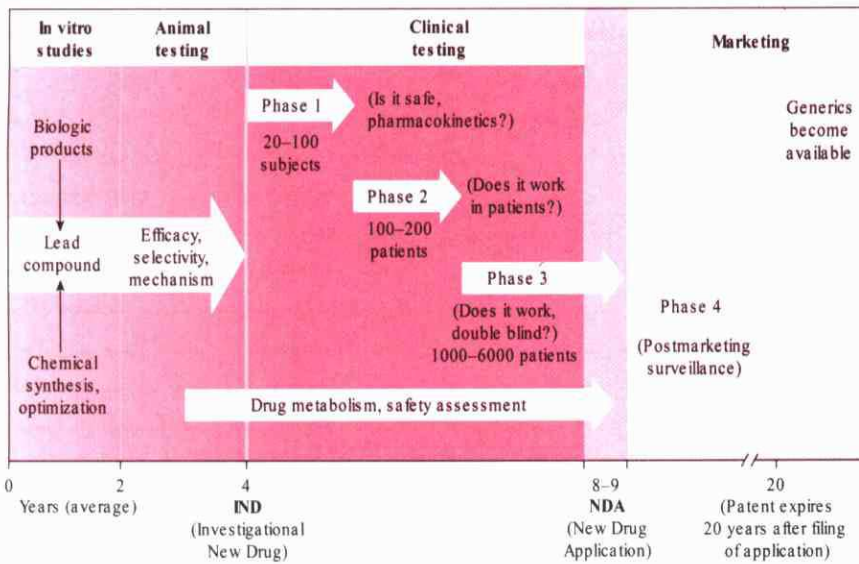 In vitro
studies
Animal
testing
Clinical
testing
Marketing
Biologic
products
Lead
compound
Chemical
synthesis,
optimization
Efficacy,
selectivity,
mechanism
Phase 1
20–100
subjects
(Is it safe,
pharmacokinetics?)
Phase 2
100–200
patients
(Does it work
in patients?)
Phase 3
(Does it work,
double blind?)
1000–6000 patients
Drug metabolism, safety assessment
Phase 4
(Postmarketing
surveillance)
Generics
become
available
0
2
4
8–9
20
Years (average)
IND
(Investigational
New Drug)
NDA
(New Drug
Application)
(Patent expires
20 years after filing
of application)